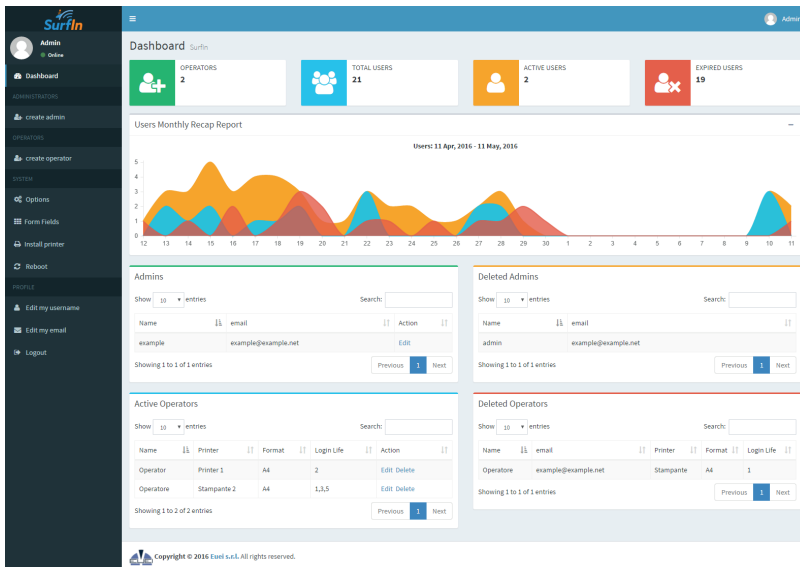 SurfIn
Admin
Admin
Online
Dashboard
ADMINISTRATORS
create admin
OPERATORS
create operator
SYSTEM
Options
Form Fields
Install printer
Reboot
PROFILE
Edit my username
Edit my email
Logout
Dashboard SurfIn
OPERATORS
2
TOTAL USERS
21
ACTIVE USERS
2
EXPIRED USERS
19
Users Monthly Recap Report
Users: 11 Apr, 2016 - 11 May, 2016
5
4
3
2
1
0
12 13 14 15 16 17 18 19 20 21 22 23 24 25 26 27 28 29 30 1 2 3 4 5 6 7 8 9 10 11
Admins
Show 10 entries Search:
Name email Action
example example@example.net Edit
Showing 1 to 1 of 1 entries Previous 1 Next
Deleted Admins
Show 10 entries Search:
Name email
admin example@example.net
Showing 1 to 1 of 1 entries Previous 1 Next
Active Operators
Show 10 entries Search:
Name Printer Format Login Life Action
Operator Printer 1 A4 2 Edit Delete
Operatore Stampante 2 A4 1,3,5 Edit Delete
Showing 1 to 2 of 2 entries Previous 1 Next
Deleted Operators
Show 10 entries Search:
Name email Printer Format Login Life
Operatore example@example.net Stampante A4 1
Showing 1 to 1 of 1 entries Previous 1 Next
Copyright © 2016 Euei s.r.l. All rights reserved.